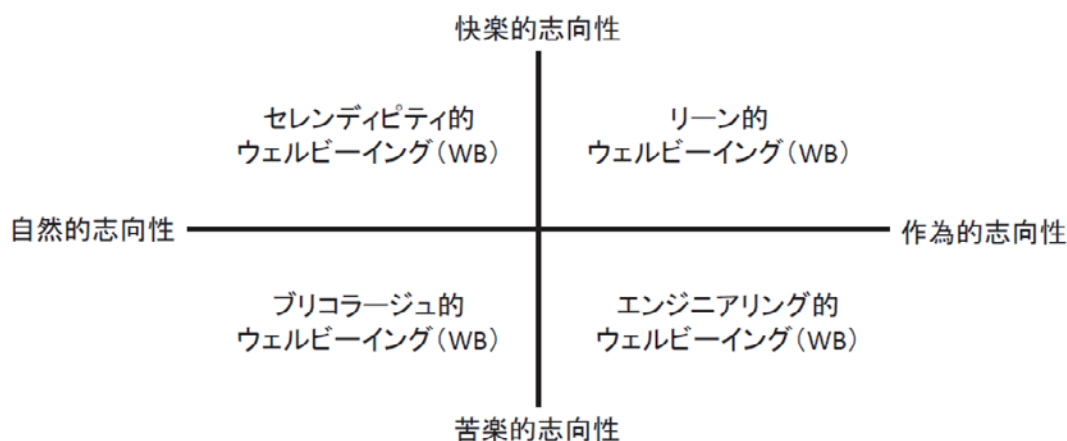 快楽的志向性
セレンディピティ的
ウェルビーイング(WB)
リーン的
ウェルビーイング(WB)
自然的志向性
作為的志向性
ブリコラージュ的
ウェルビーイング(WB)
エンジニアリング的
ウェルビーイング(WB)
苦楽的志向性